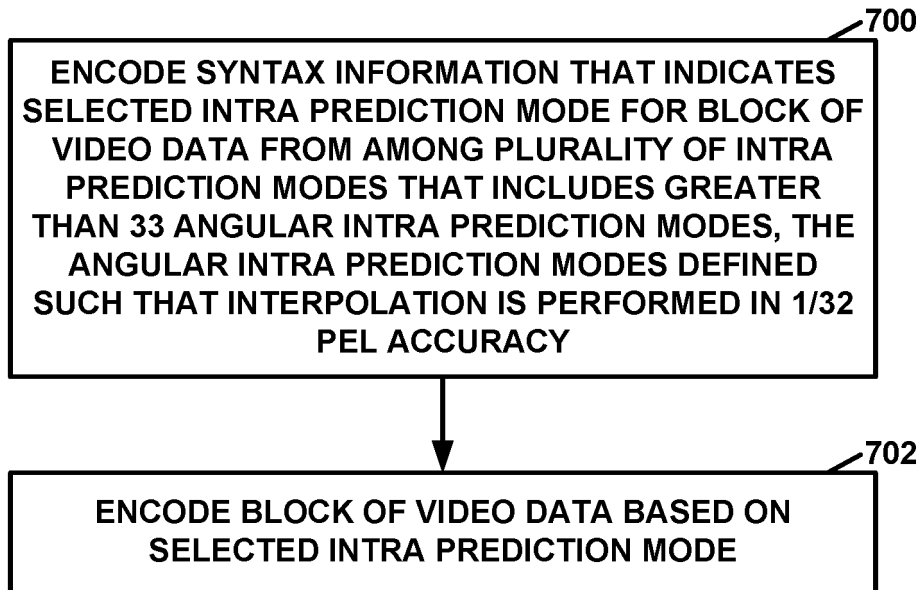 700
ENCODE SYNTAX INFORMATION THAT INDICATES
SELECTED INTRA PREDICTION MODE FOR BLOCK OF
VIDEO DATA FROM AMONG PLURALITY OF INTRA
PREDICTION MODES THAT INCLUDES GREATER
THAN 33 ANGULAR INTRA PREDICTION MODES, THE
ANGULAR INTRA PREDICTION MODES DEFINED
SUCH THAT INTERPOLATION IS PERFORMED IN 1/32
PEL ACCURACY
702
ENCODE BLOCK OF VIDEO DATA BASED ON
SELECTED INTRA PREDICTION MODE